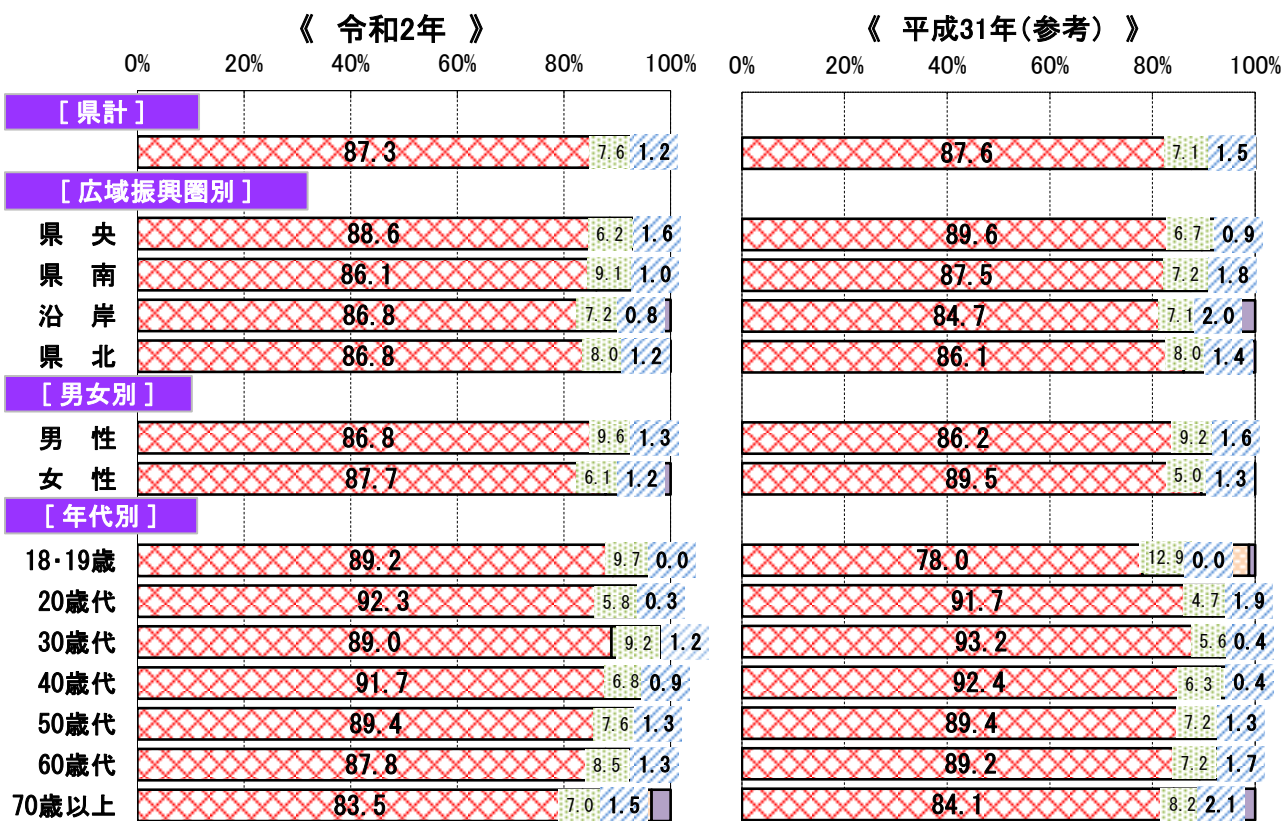 《 令和2年 》 《 平成31年(参考) 》
0% 20% 40% 60% 80% 100% 0% 20% 40% 60% 80% 100%
[ 県計 ]
87.3 7.6 1.2 87.6 7.1 1.5
[ 広域振興圏別 ]
県 央 88.6 6.2 1.6 89.6 6.7 0.9
県 南 86.1 9.1 1.0 87.5 7.2 1.8
沿 岸 86.8 7.2 0.8 84.7 7.1 2.0
県 北 86.8 8.0 1.2 86.1 8.0 1.4
[ 男女別 ]
男 性 86.8 9.6 1.3 86.2 9.2 1.6
女 性 87.7 6.1 1.2 89.5 5.0 1.3
[ 年代別 ]
18・19歳 89.2 9.7 0.0 78.0 12.9 0.0
20歳代 92.3 5.8 0.3 91.7 4.7 1.9
30歳代 89.0 9.2 1.2 93.2 5.6 0.4
40歳代 91.7 6.8 0.9 92.4 6.3 0.4
50歳代 89.4 7.6 1.3 89.4 7.2 1.3
60歳代 87.8 8.5 1.3 89.2 7.2 1.7
70歳以上 83.5 7.0 1.5 84.1 8.2 2.1